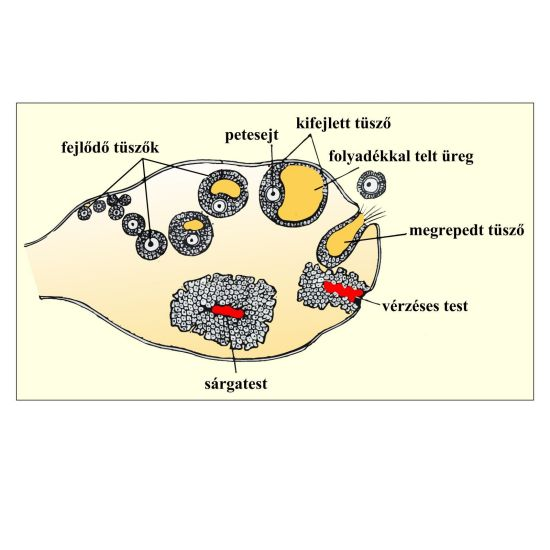 kifejlett tüsző
petesejt
fejlődő tüszők
folyadékkal telt üreg
megrepedt tüsző
vérzéses test
sárgatest